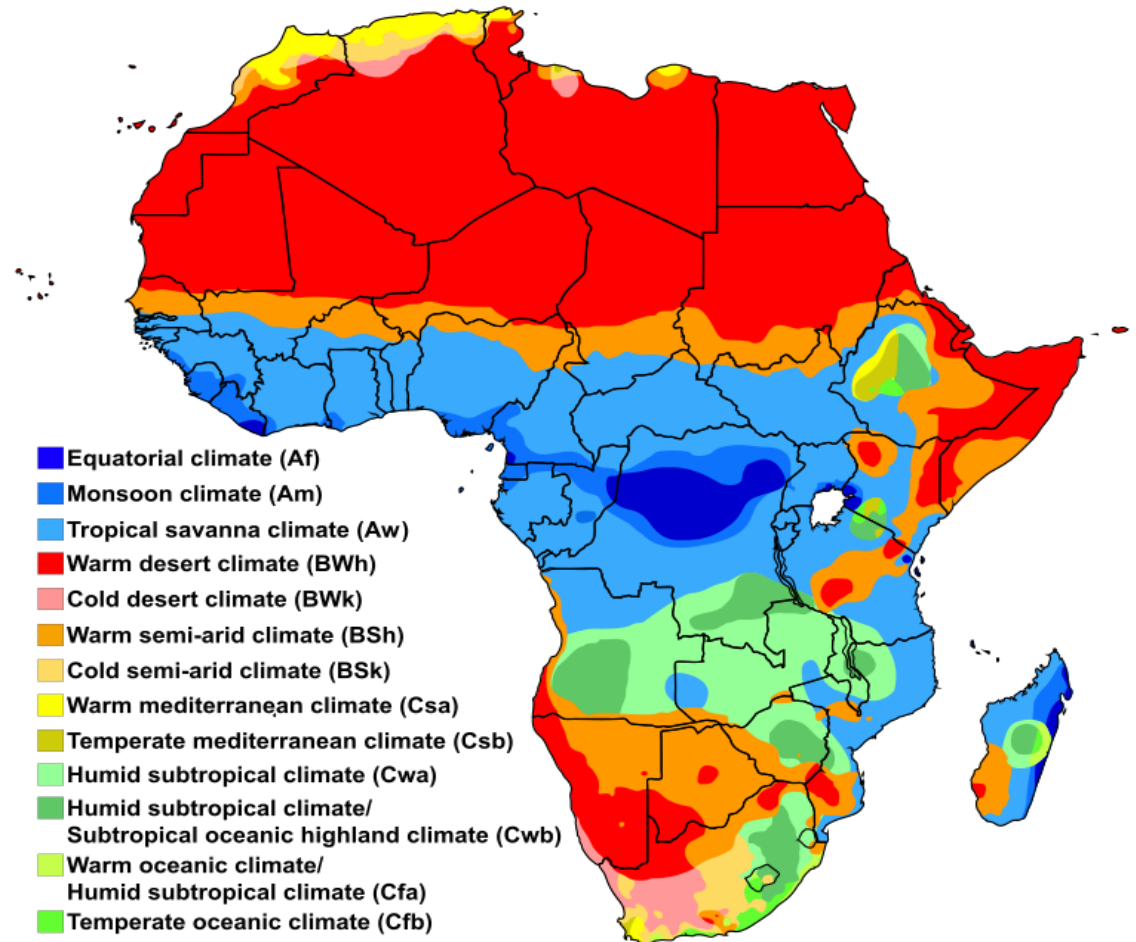 Equatorial climate (Af)
Monsoon climate (Am)
Tropical savanna climate (Aw)
Warm desert climate (BWh)
Cold desert climate (BWk)
Warm semi-arid climate (BSh)
Cold semi-arid climate (BSk)
Warm mediterranean climate (Csa)
Temperate mediterranean climate (Csb)
Humid subtropical climate (Cwa)
Humid subtropical climate/
Subtropical oceanic highland climate (Cwb)
Warm oceanic climate/
Humid subtropical climate (Cfa)
Temperate oceanic climate (Cfb)